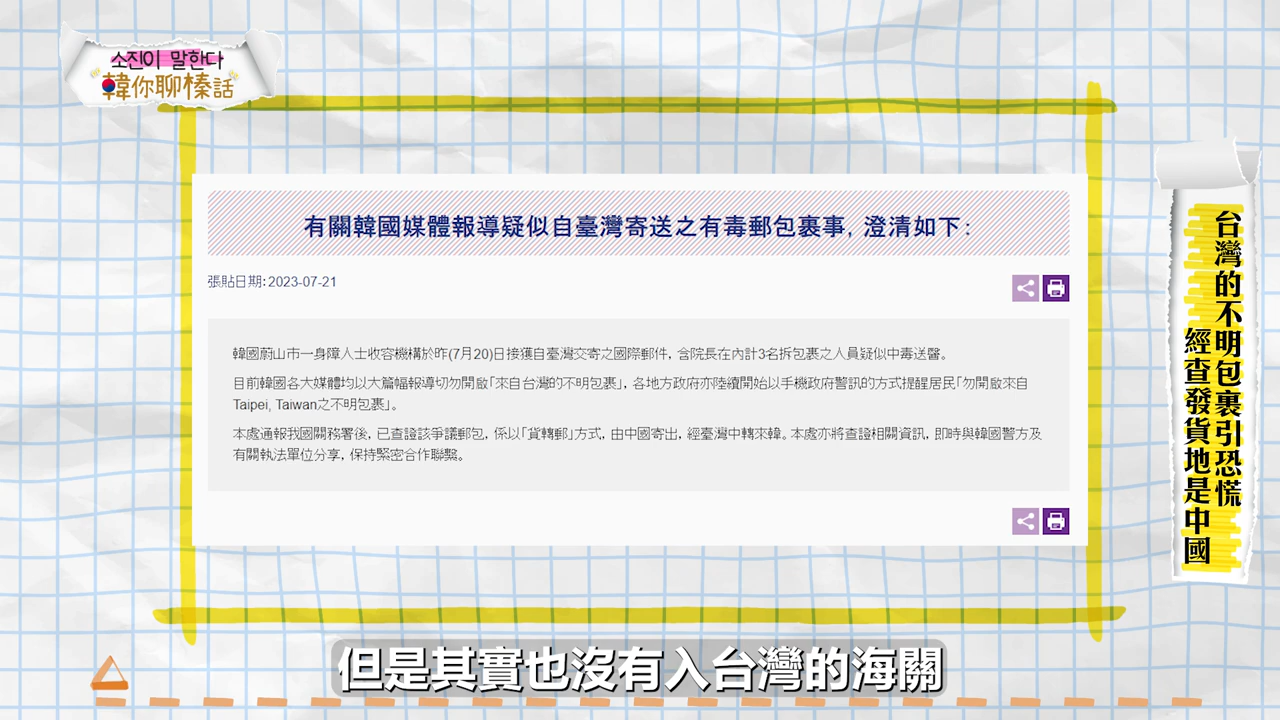 소진이 말한다
韓你聊榛話
有關韓國媒體報導疑似自臺灣寄送之有毒郵包裹事，澄清如下：
張貼日期：2023-07-21
韓國蔚山市一身障人士收容機構於昨(7月20)日開拆獲自臺灣交寄之國際郵件，含院長在內計3名拆包裹之人員疑似中毒送醫。
目前韓國各大媒體均以大篇幅報導切勿開啟「來自台灣的不明包裹」，各地方政府亦陸續開始以手機政府警訊的方式提醒居民「勿開啟來自
Taipei, Taiwan之不明包裹」。
本處通報我國關務署後，已查證該爭議郵包，係以「貨轉郵」方式，由中國寄出，經臺灣中轉來韓。本處亦將查證相關資訊，即時與韓國警方及
有關執法單位分享，保持緊密合作聯繫。
台灣的不明包裹引恐慌
經查發貨地是中國
但是其實也沒有入台灣的海關